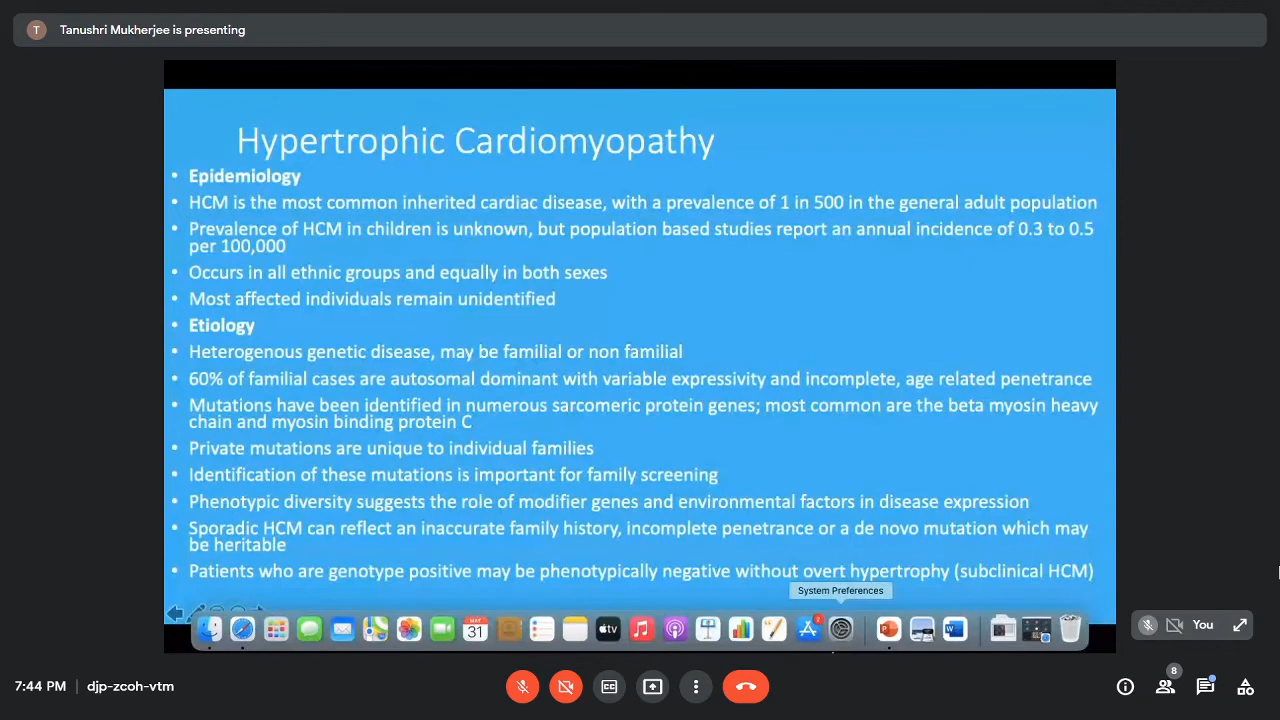 T
Tanushri Mukherjee is presenting
Hypertrophic Cardiomyopathy
• Epidemiology
• HCM is the most common inherited cardiac disease, with a prevalence of 1 in 500 in the general adult population
• Prevalence of HCM in children is unknown, but population based studies report an annual incidence of 0.3 to 0.5
per 100,000
• Occurs in all ethnic groups and equally in both sexes
• Most affected individuals remain unidentified
• Etiology
• Heterogenous genetic disease, may be familial or non familial
• 60% of familial cases are autosomal dominant with variable expressivity and incomplete, age related penetrance
• Mutations have been identified in numerous sarcomeric protein genes; most common are the beta myosin heavy
chain and myosin binding protein C
• Private mutations are unique to individual families
• Identification of these mutations is important for family screening
• Phenotypic diversity suggests the role of modifier genes and environmental factors in disease expression
• Sporadic HCM can reflect an inaccurate family history, incomplete penetrance or a de novo mutation which may
be heritable
• Patients who are genotype positive may be phenotypically negative without overt hypertrophy (subclinical HCM)
System Preferences
MAY
31
tv
2
W
You
7:44 PM
djp-zcoh-vtm
CC
8